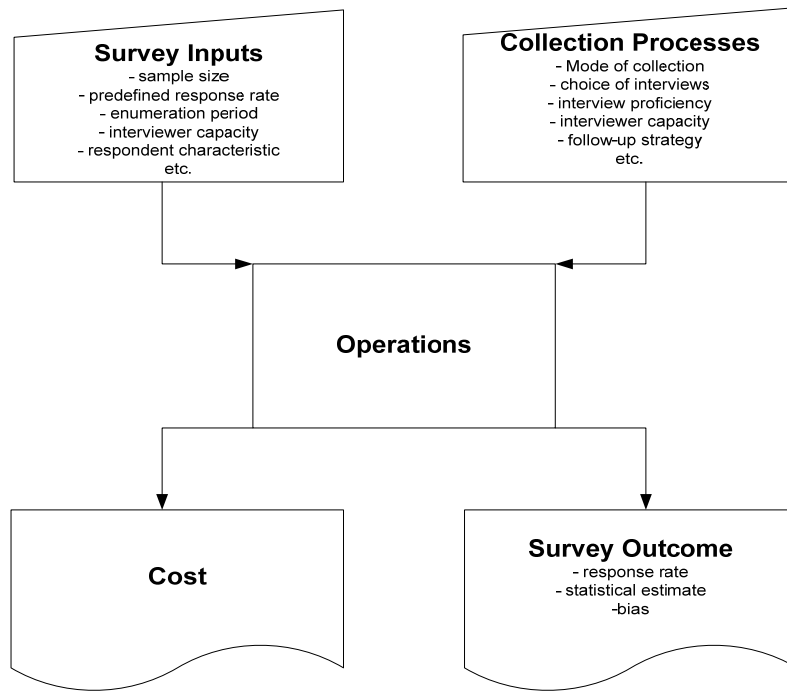 Survey Inputs
- sample size
- predefined response rate
- enumeration period
- interviewer capacity
- respondent characteristic
etc.
Collection Processes
- Mode of collection
- choice of interviews
- interview proficiency
- interviewer capacity
- follow-up strategy
etc.
Operations
Cost
Survey Outcome
- response rate
- statistical estimate
-bias